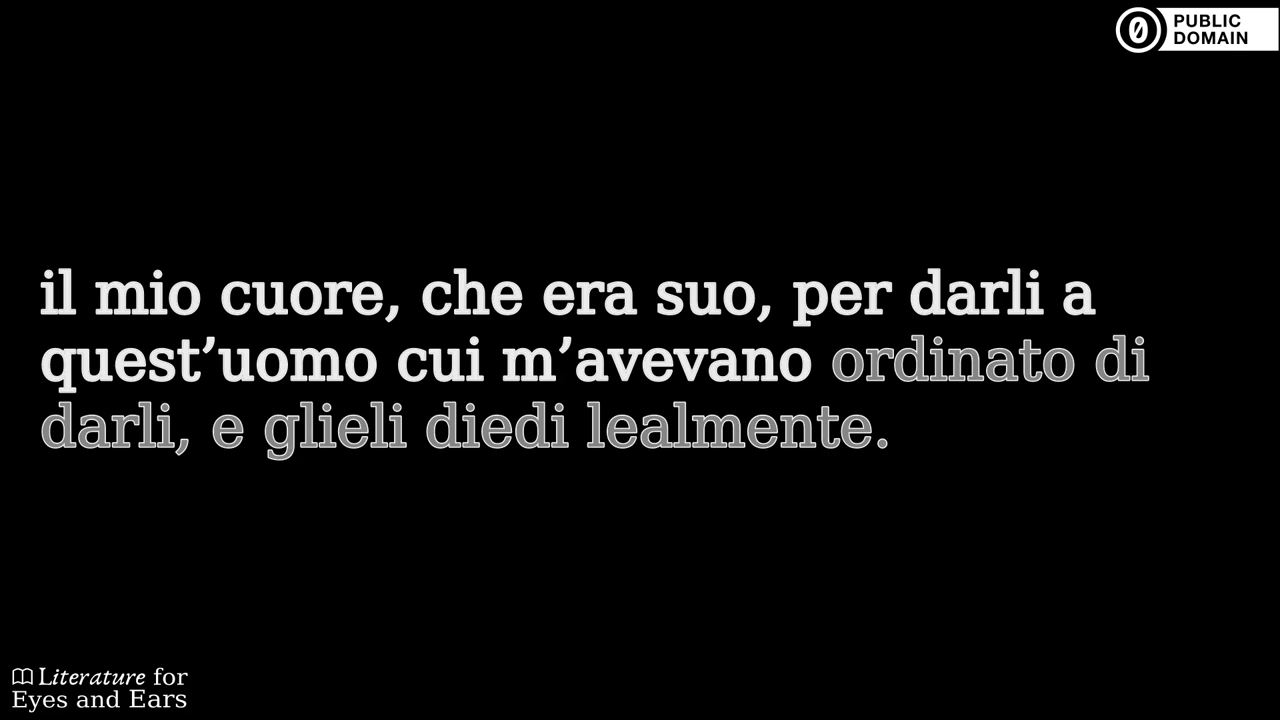 PUBLIC
DOMAIN
il mio cuore, che era suo, per darli a
quest’uomo cui m’avevano ordinato di
darli, e glieli diedi lealmente.
Literature for
Eyes and Ears